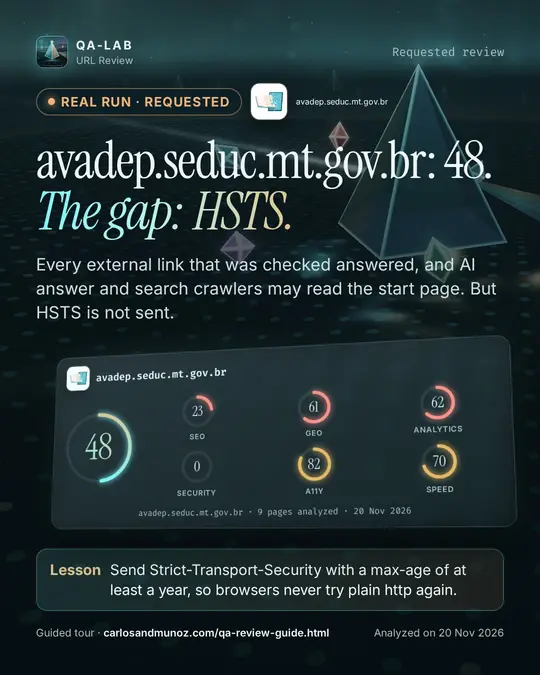 QA-LAB
URL Review
Requested review
REAL RUN · REQUESTED
avadep.seduc.mt.gov.br
avadep.seduc.mt.gov.br: 48.
The gap: HSTS.
Every external link that was checked answered, and AI
answer and search crawlers may read the start page. But
HSTS is not sent.
avadep.seduc.mt.gov.br
48
23
SEO
61
GEO
62
ANALYTICS
0
SECURITY
82
A11Y
70
SPEED
avadep.seduc.mt.gov.br · 9 pages analyzed · 20 Nov 2026
Lesson
Send Strict-Transport-Security with a max-age of at
least a year, so browsers never try plain http again.
Guided tour · carlosandmunoz.com/qa-review-guide.html
Analyzed on 20 Nov 2026